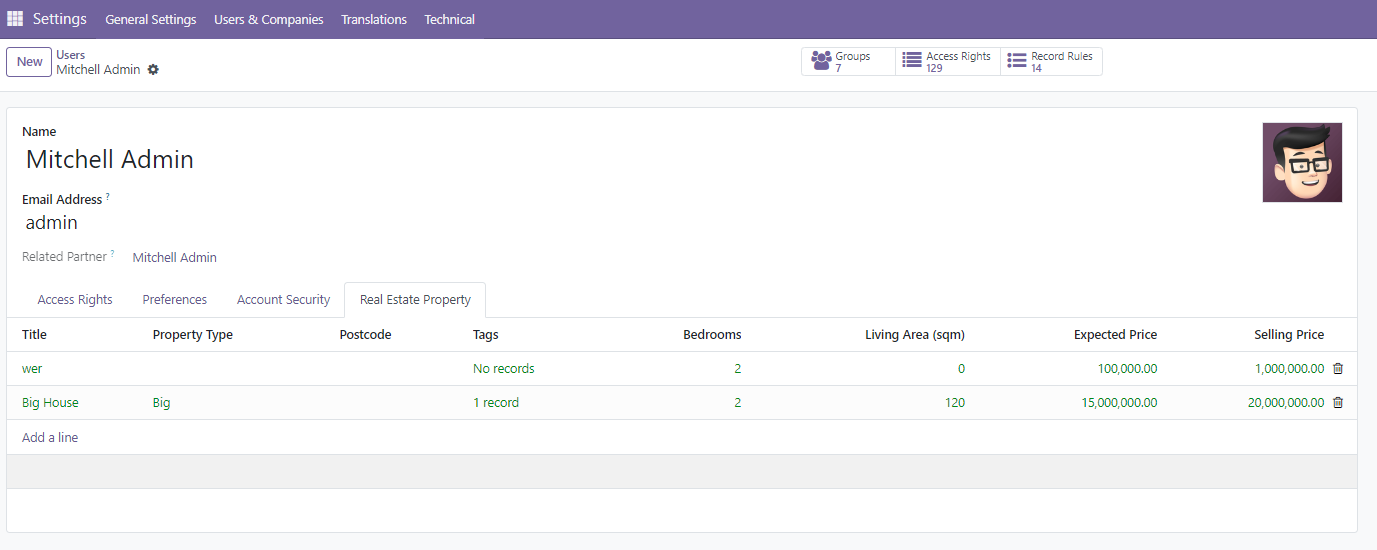 Settings General Settings Users & Companies Translations Technical
New
Users
Mitchell Admin
Groups
7
Access Rights
129
Record Rules
14
Name
Mitchell Admin
Email Address ?
admin
Related Partner ? Mitchell Admin
Access Rights Preferences Account Security Real Estate Property
Title Property Type Postcode Tags Bedrooms Living Area (sqm) Expected Price Selling Price
wer No records 2 0 100,000.00 1,000,000.00
Big House Big 1 record 2 120 15,000,000.00 20,000,000.00
Add a line